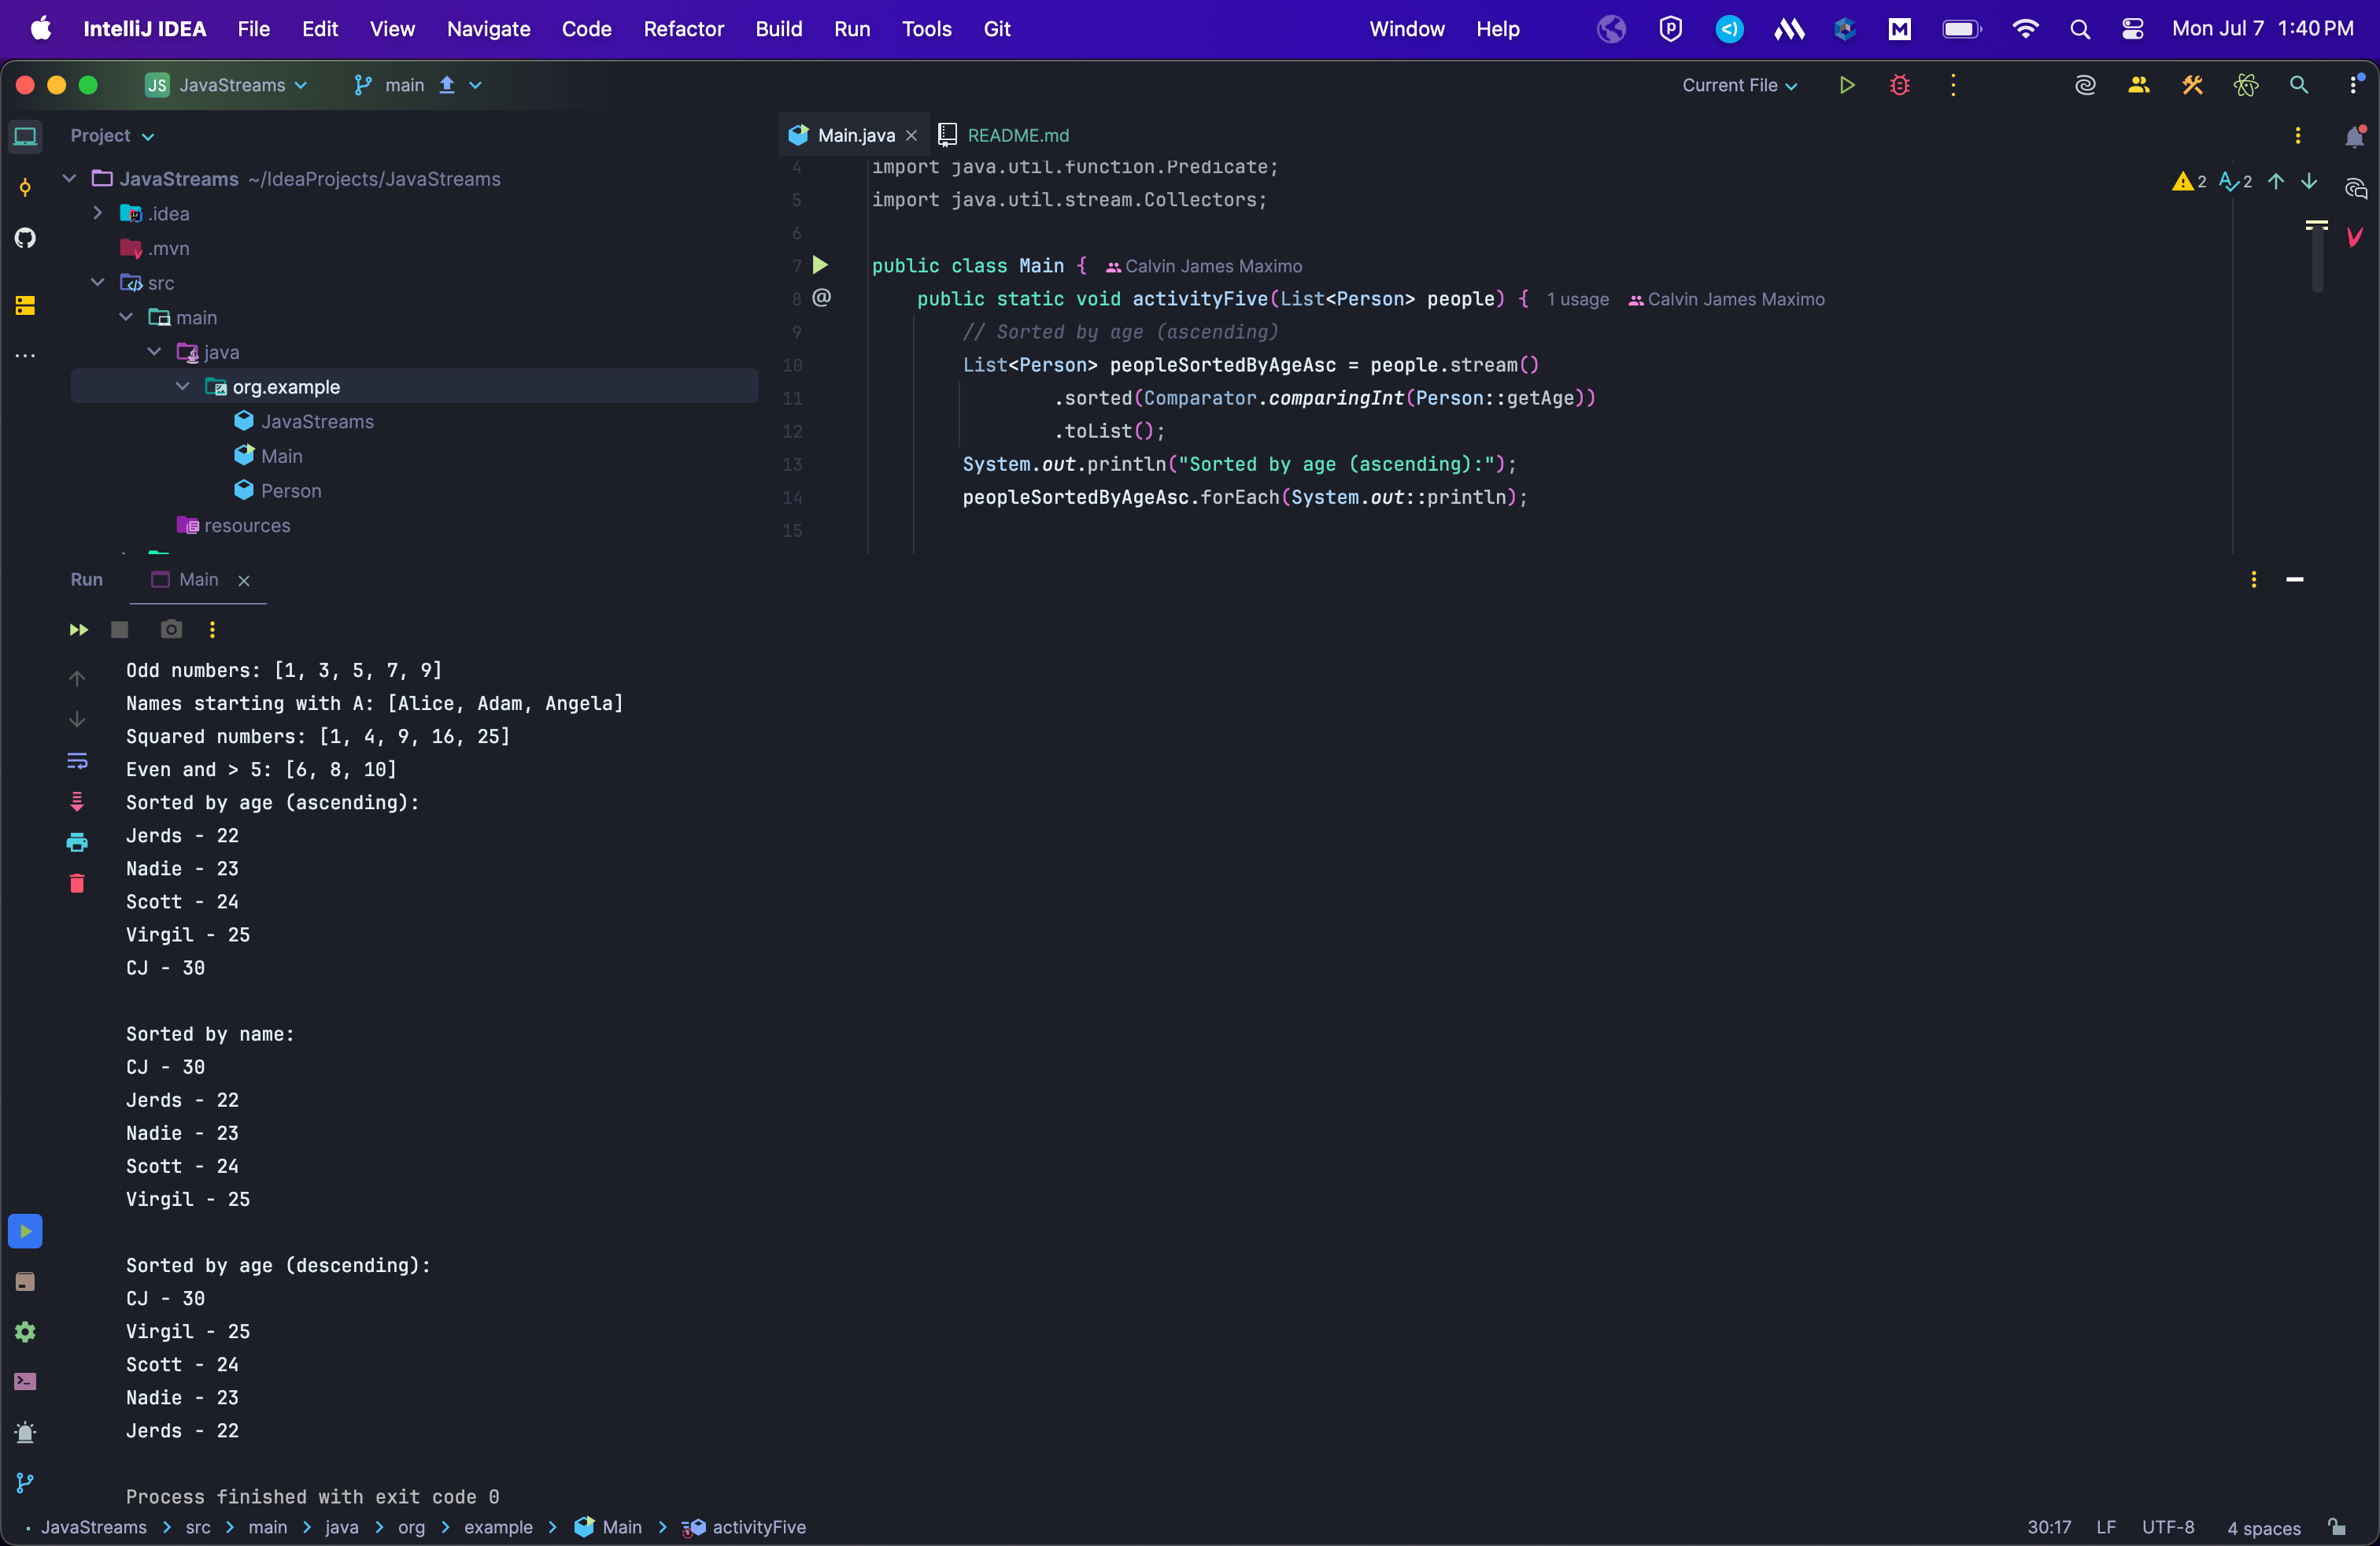 IntelliJ IDEA File Edit View Navigate Code Refactor Build Run Tools Git Window Help Mon Jul 7 1:40 PM
JS JavaStreams main Current File
Project
JavaStreams ~/IdeaProjects/JavaStreams
.idea
.mvn
src
main
java
org.example
JavaStreams
Main
Person
resources
Main.java README.md
2 2
4 import java.util.function.Predicate;
5 import java.util.stream.Collectors;
6
7 public class Main { Calvin James Maximo
8 @ public static void activityFive(List<Person> people) { 1 usage Calvin James Maximo
9 // Sorted by age (ascending)
10 List<Person> peopleSortedByAgeAsc = people.stream()
11 .sorted(Comparator.comparingInt(Person::getAge))
12 .toList();
13 System.out.println("Sorted by age (ascending):");
14 peopleSortedByAgeAsc.forEach(System.out::println);
15
Run Main
Odd numbers: [1, 3, 5, 7, 9]
Names starting with A: [Alice, Adam, Angela]
Squared numbers: [1, 4, 9, 16, 25]
Even and > 5: [6, 8, 10]
Sorted by age (ascending):
Jerds - 22
Nadie - 23
Scott - 24
Virgil - 25
CJ - 30
Sorted by name:
CJ - 30
Jerds - 22
Nadie - 23
Scott - 24
Virgil - 25
Sorted by age (descending):
CJ - 30
Virgil - 25
Scott - 24
Nadie - 23
Jerds - 22
Process finished with exit code 0
JavaStreams > src > main > java > org > example > Main > activityFive 30:17 LF UTF-8 4 spaces